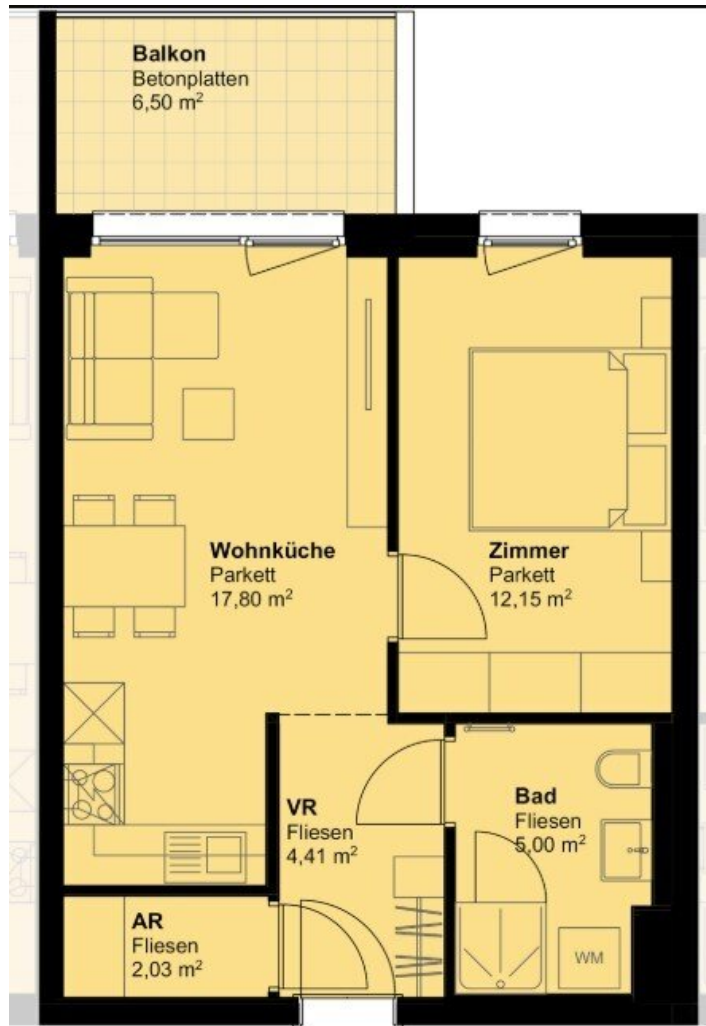 Balkon
Betonplatten
6,50 m²
Wohnküche
Parkett
17,80 m²
Zimmer
Parkett
12,15 m²
VR
Fliesen
4,41 m²
Bad
Fliesen
5,00 m²
AR
Fliesen
2,03 m²
WM